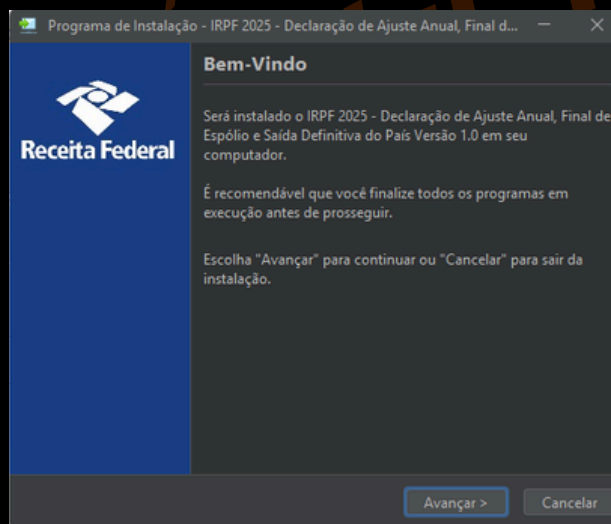 Programa de Instalação - IRPF 2025 - Declaração de Ajuste Anual, Final d...
Receita Federal
Bem-Vindo
Será instalado o IRPF 2025 - Declaração de Ajuste Anual, Final de
Espólio e Saída Definitiva do País Versão 1.0 em seu
computador.
É recomendável que você finalize todos os programas em
execução antes de prosseguir.
Escolha "Avançar" para continuar ou "Cancelar" para sair da
instalação.
Avançar >
Cancelar